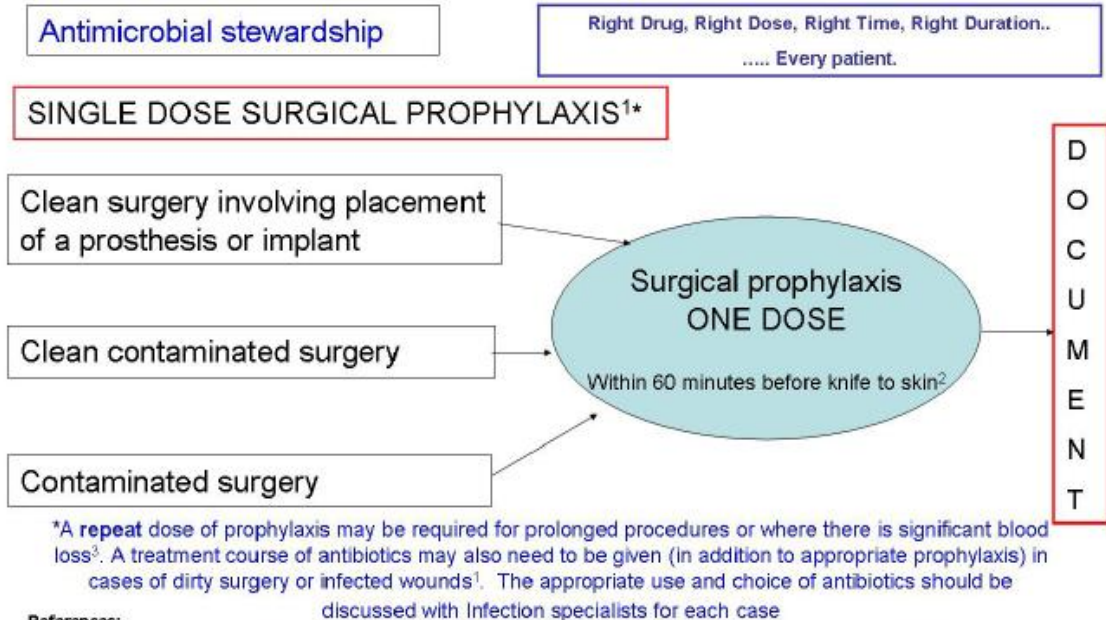 Antimicrobial stewardship
Right Drug, Right Dose, Right Time, Right Duration..
..... Every patient.
SINGLE DOSE SURGICAL PROPHYLAXIS¹*
Clean surgery involving placement
of a prosthesis or implant
Clean contaminated surgery
Contaminated surgery
Surgical prophylaxis
ONE DOSE
Within 60 minutes before knife to skin²
D
O
C
U
M
E
N
T
*A repeat dose of prophylaxis may be required for prolonged procedures or where there is significant blood
loss³. A treatment course of antibiotics may also need to be given (in addition to appropriate prophylaxis) in
cases of dirty surgery or infected wounds¹. The appropriate use and choice of antibiotics should be
discussed with Infection specialists for each case
References: